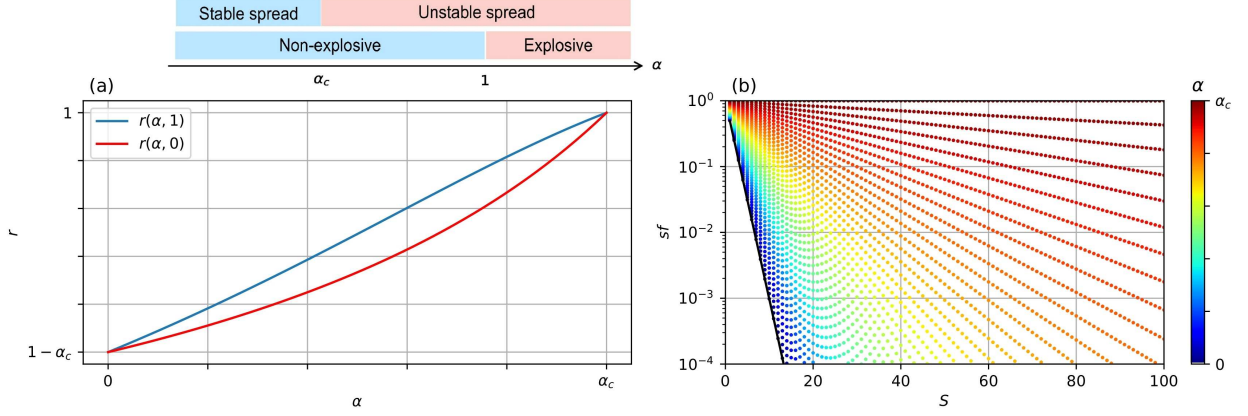 Stable spread Unstable spread
Non-explosive Explosive
α_c 1 α
(a)
r(α, 1)
r(α, 0)
1
1 − α_c
r
0 α_c
α
(b)
10^0
10^−1
10^−2
10^−3
10^−4
sf
0 20 40 60 80 100
S
α
α_c
0